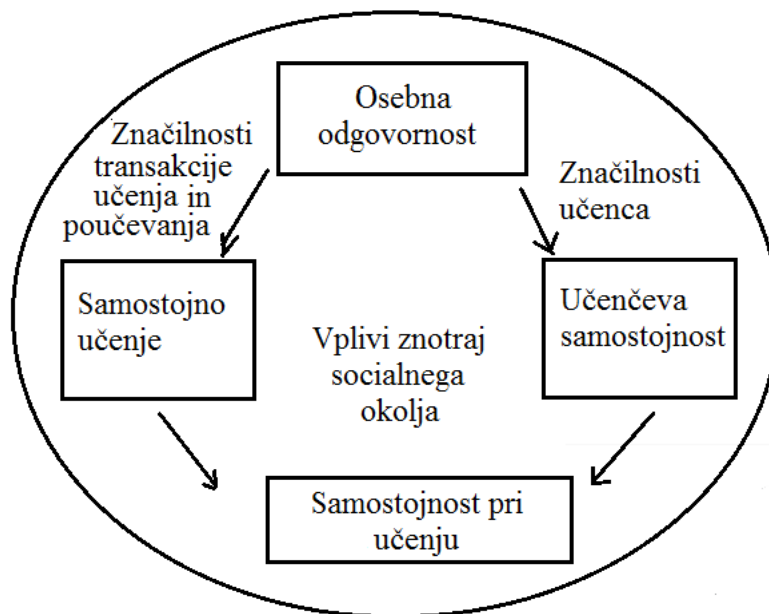 Osebna
odgovornost
Značilnosti
transakcije
učenja in
poučevanja
Značilnosti
učenca
Samostojno
učenje
Učenčeva
samostojnost
Vplivi znotraj
socialnega
okolja
Samostojnost pri
učenju